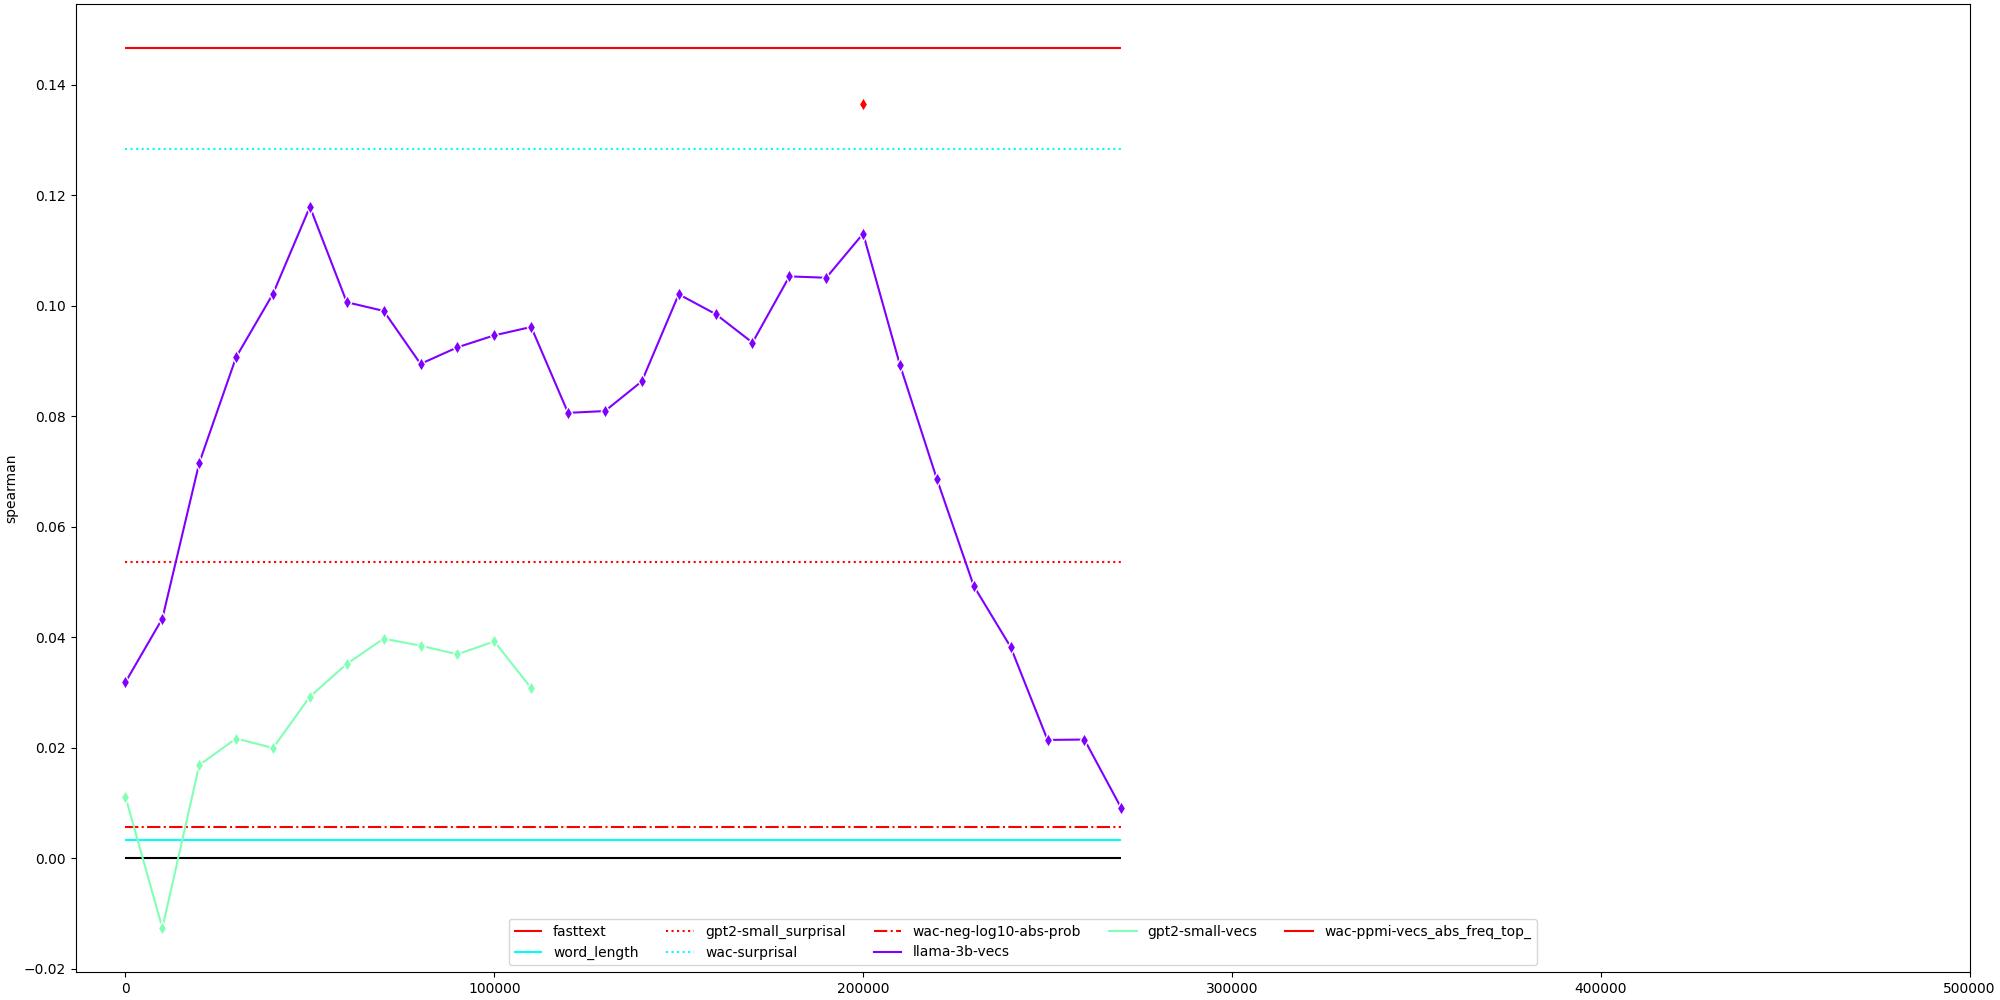 0.14
0.12
0.10
0.08
0.06
0.04
0.02
0.00
−0.02
spearman
fasttext
word_length
gpt2-small_surprisal
wac-surprisal
wac-neg-log10-abs-prob
llama-3b-vecs
gpt2-small-vecs
wac-ppmi-vecs_abs_freq_top_
0 100000 200000 300000 400000 500000